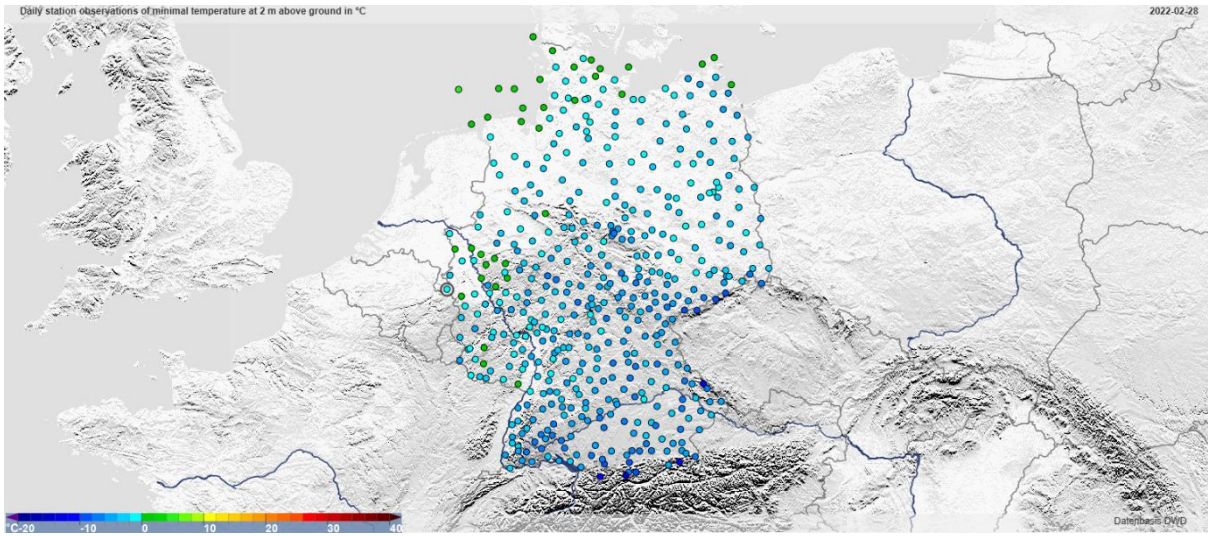 Daily station observations of minimal temperature at 2 m above ground in °C 2022-02-28
°C-20 -10 0 10 20 30 40
Datenbasis DWD